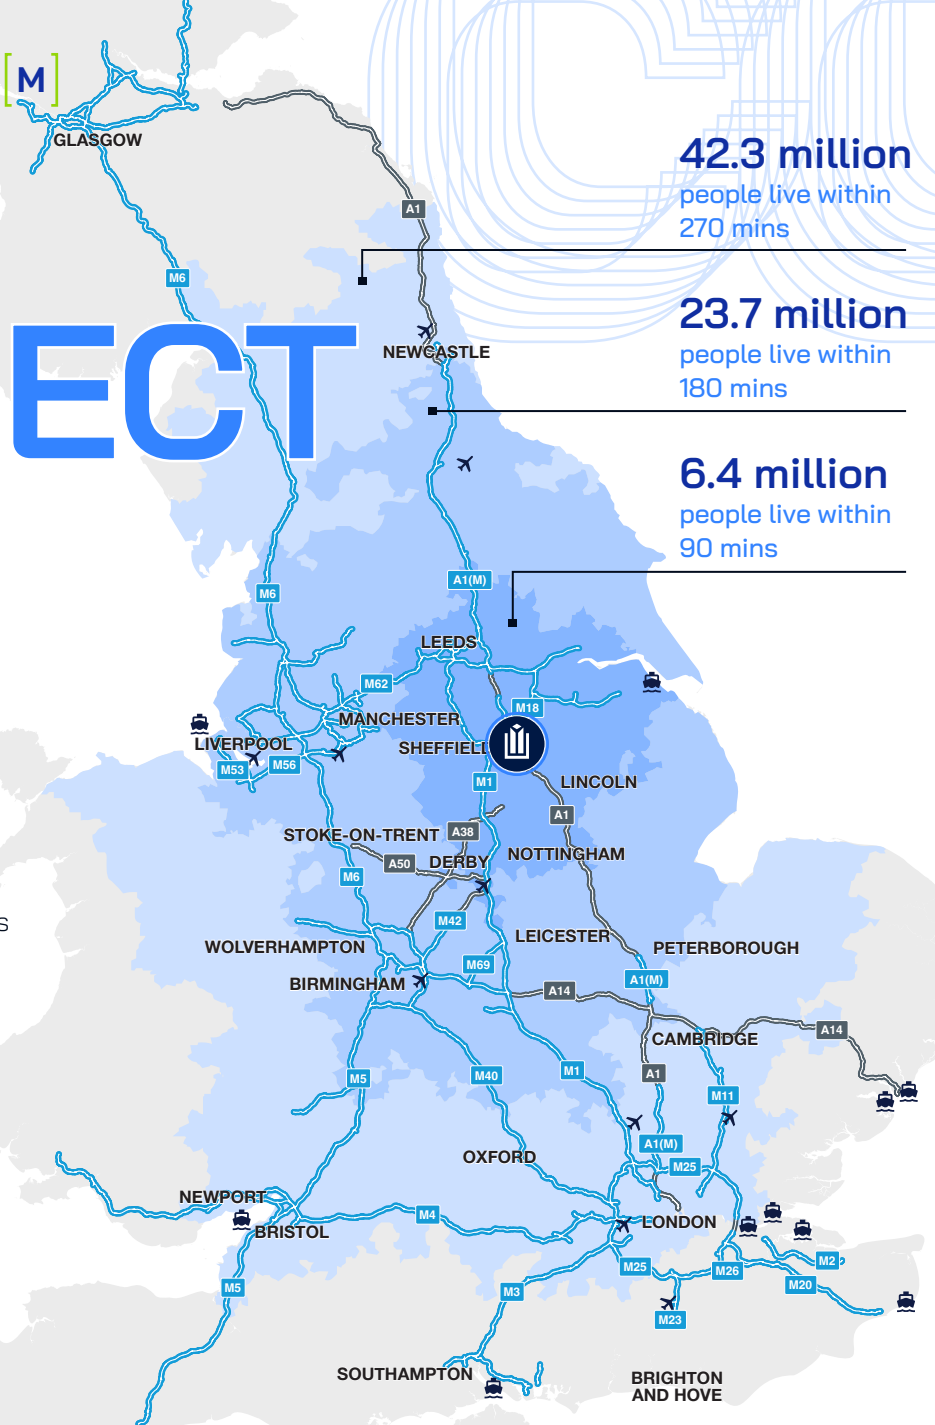 [M]
GLASGOW
A1
42.3 million
people live within
270 mins
M6
23.7 million
people live within
180 mins
ECT
NEWCASTLE
6.4 million
people live within
90 mins
A1(M)
M6
LEEDS
M62
M18
MANCHESTER
LIVERPOOL
SHEFFIEL
M53
M56
M1
LINCOLN
A1
STOKE-ON-TRENT
A38
A50
DERBY
NOTTINGHAM
M6
S
M42
LEICESTER
WOLVERHAMPTON
PETERBOROUGH
M69
A1(M)
BIRMINGHAM
A14
A14
CAMBRIDGE
M5
M40
M1
A1
M11
A1(M)
OXFORD
M25
NEWPORT
M4
LONDON
BRISTOL
M5
M25
M26
M2
M20
M3
M23
SOUTHAMPTON
BRIGHTON
AND HOVE